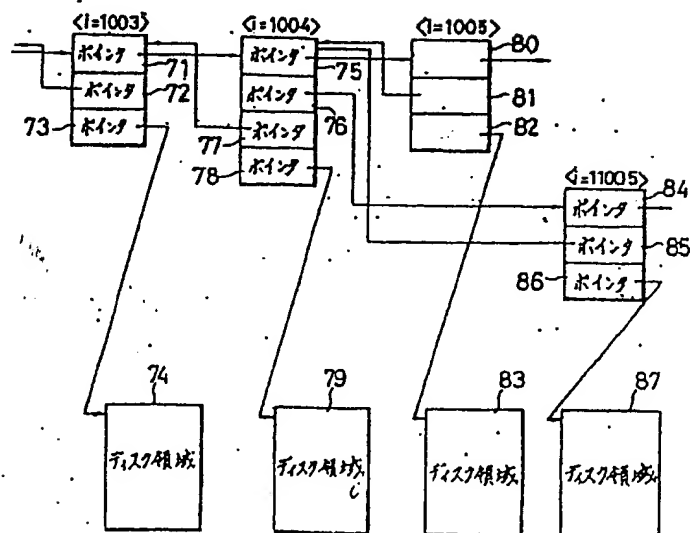 <i=1003>
<i=1004>
<i=1005>
ポインタ
71
ポインタ
72
73
ポインタ
ポインタ
75
ポインタ
76
77
ポインタ
78
ポインタ
80
81
82
<i=11005>
ポインタ
84
ポインタ
85
86
ポインタ
74
79
83
87
ディスク領域
ディスク領域
i
ディスク領域
ディスク領域